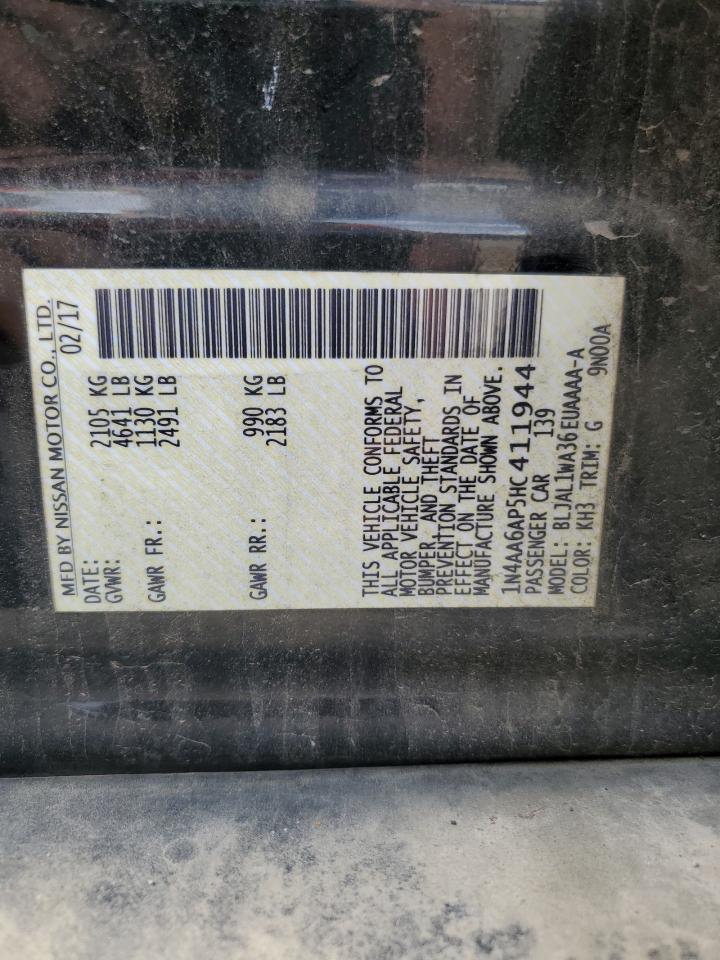 MFD BY NISSAN MOTOR CO., LTD.
DATE: 02/17
GVWR: 2105 KG
4641 LB
GAWR FR.: 1130 KG
2491 LB
GAWR RR.: 990 KG
2183 LB
THIS VEHICLE CONFORMS TO
ALL APPLICABLE FEDERAL
MOTOR VEHICLE SAFETY,
BUMPER, AND THEFT
PREVENTION STANDARDS IN
EFFECT ON THE DATE OF
MANUFACTURE SHOWN ABOVE.
1N4AA6AP5HC411944
PASSENGER CAR 139
MODEL: BLJAL1WA36EUAAAA-A
COLOR: KH3 TRIM: G 9N00A